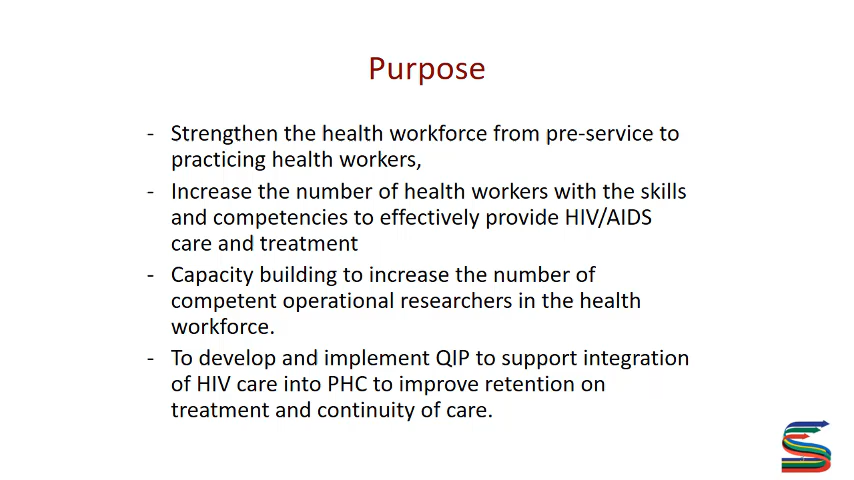 Purpose
- Strengthen the health workforce from pre-service to
practicing health workers,
- Increase the number of health workers with the skills
and competencies to effectively provide HIV/AIDS
care and treatment
- Capacity building to increase the number of
competent operational researchers in the health
workforce.
- To develop and implement QIP to support integration
of HIV care into PHC to improve retention on
treatment and continuity of care.